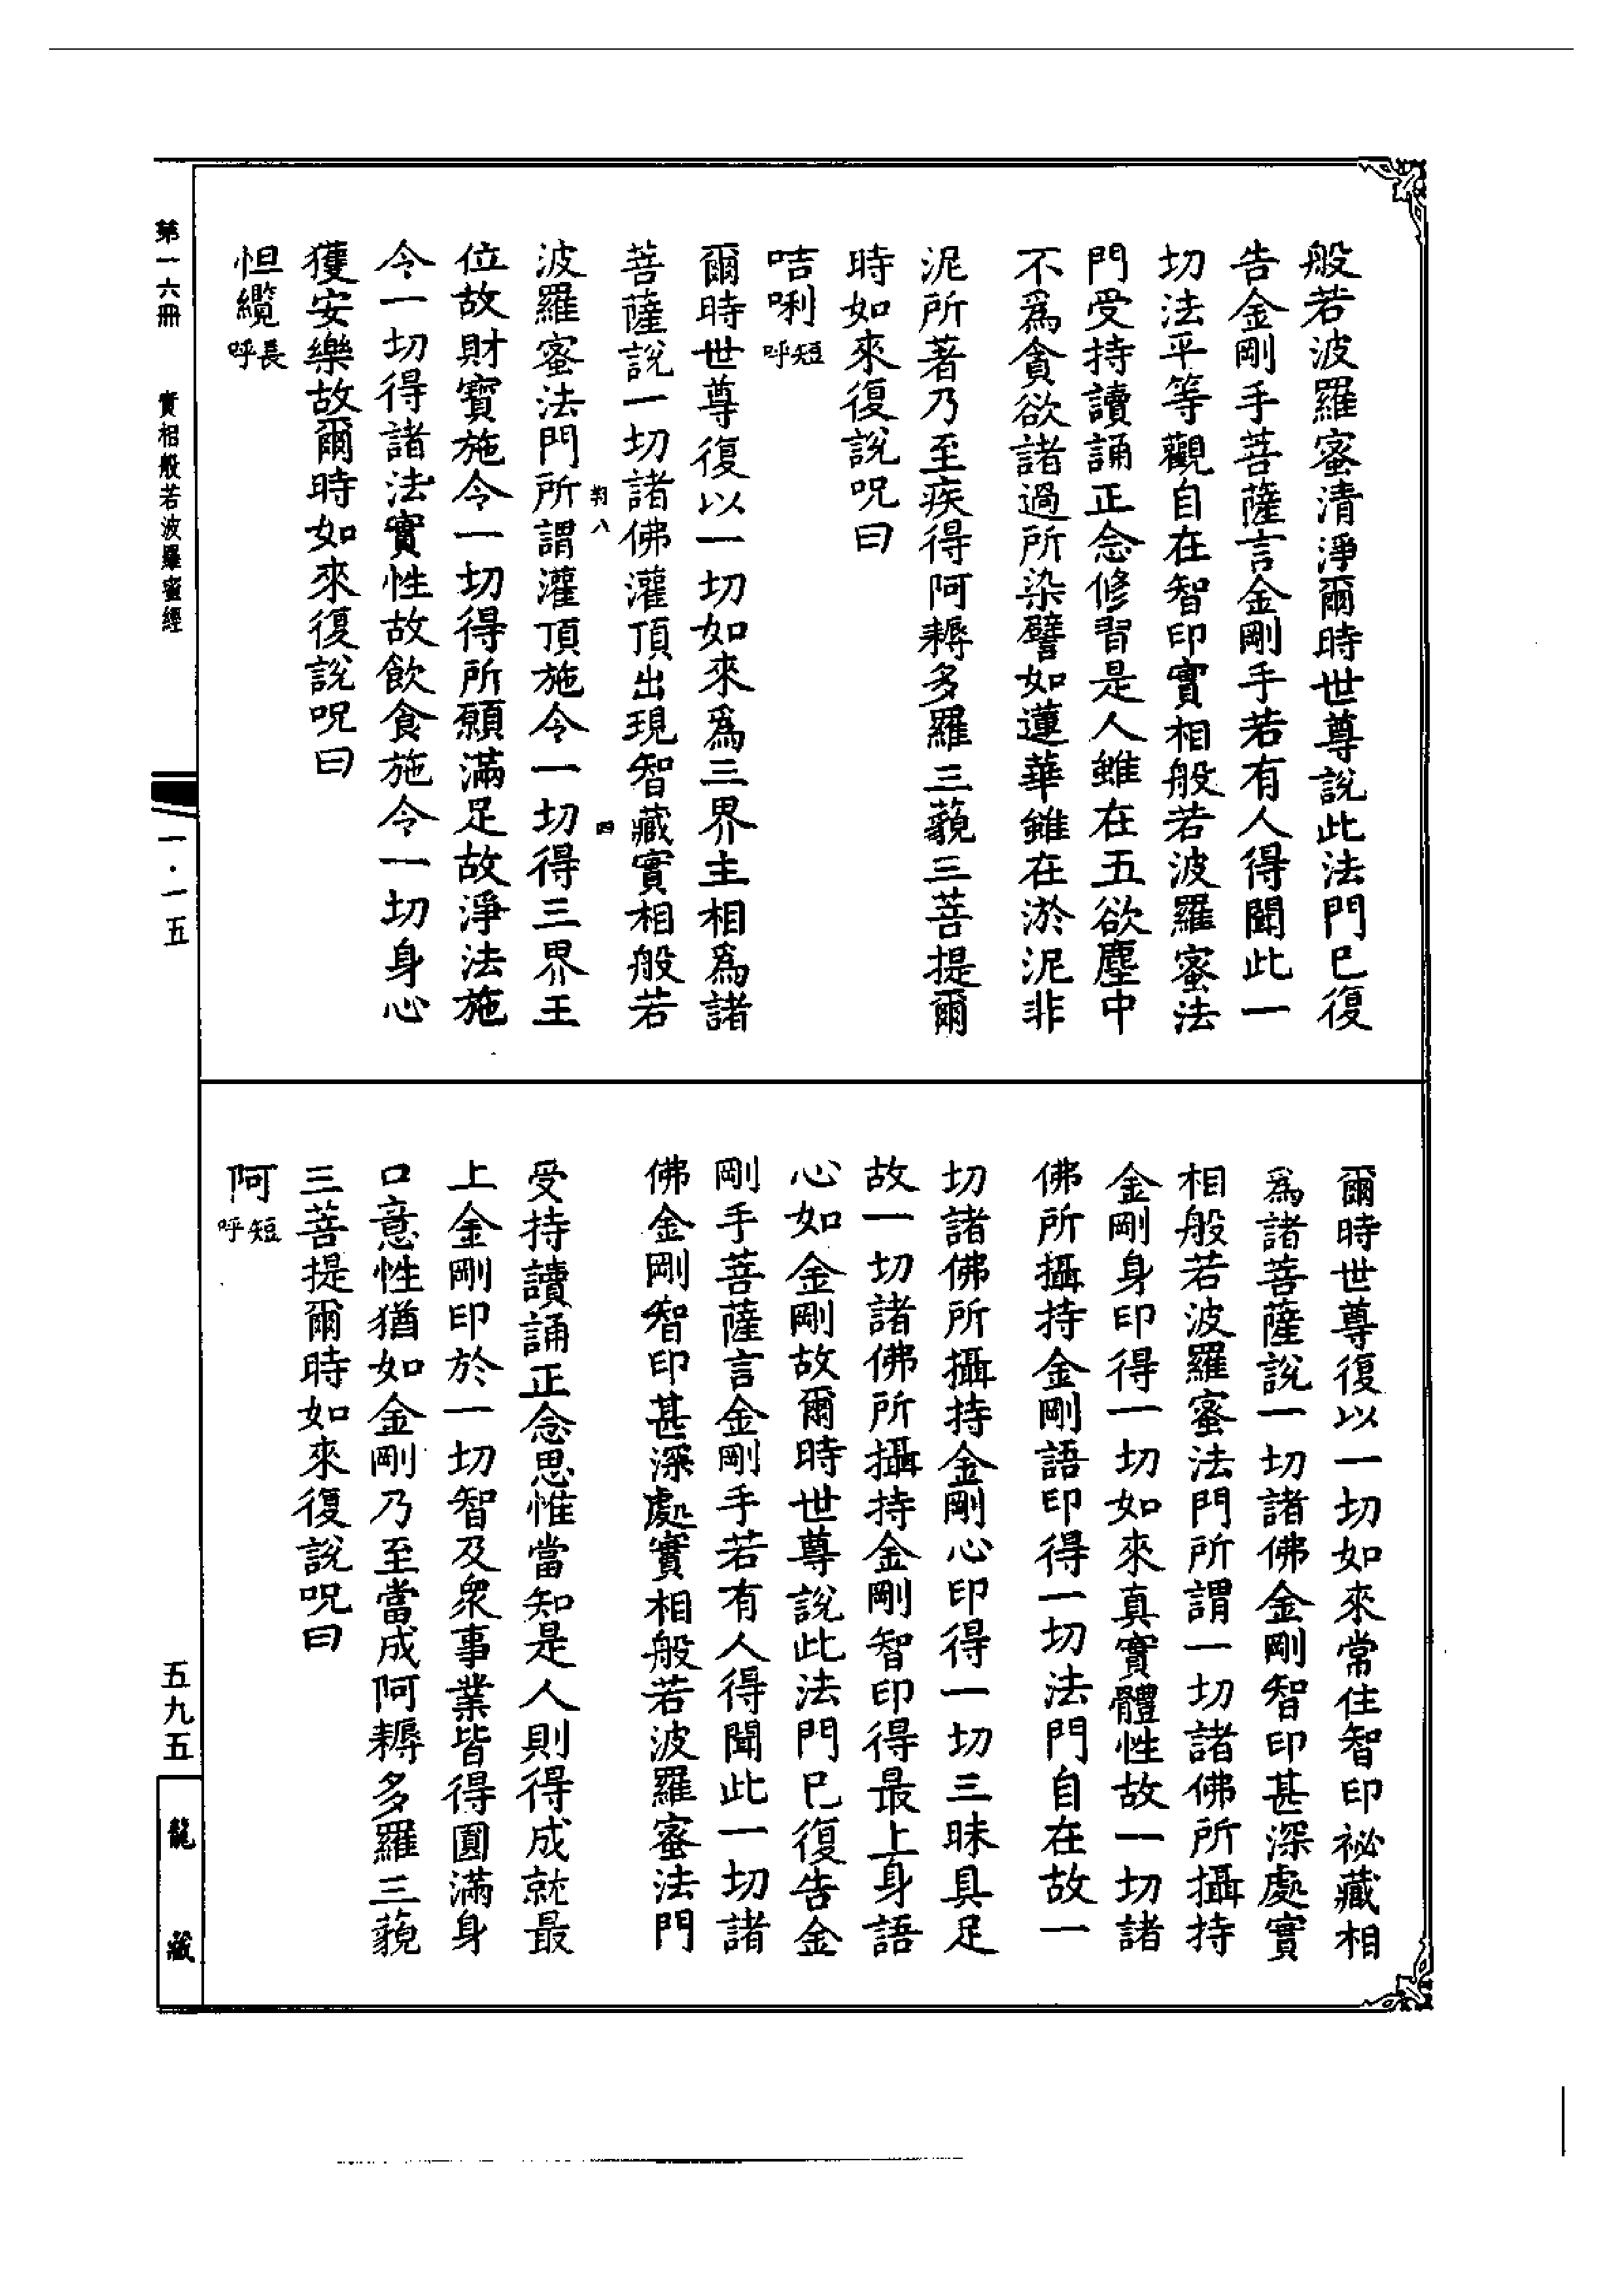 般若波羅蜜清淨爾時世尊說此法門已復
告金剛手菩薩言金剛手若有人得聞此一
切法平等觀自在智印實相般若波羅蜜法
門受持讀誦正念修習是人雖在五欲塵中
不爲貪欲諸過所染譬如蓮華雖在淤泥非
泥所著乃至疾得阿耨多羅三藐三菩提爾
時如來復說呪曰
咭唎短呼
爾時世尊復以一切如來爲三界主相爲諸
菩薩說一切諸佛灌頂出現智藏實相般若
八 四
波羅蜜法門所謂灌頂施令一切得三界王
位故財寶施令一切得所願滿足故淨法施
令一切得諸法實性故飲食施令一切身心
獲安樂故爾時如來復說呪曰
怛纜長呼
爾時世尊復以一切如來常住智印祕藏相
爲諸菩薩說一切諸佛金剛智印甚深處實
相般若波羅蜜法門所謂一切諸佛所攝持
金剛身印得一切如來真實體性故一切諸
佛所攝持金剛語印得一切法門自在故一
切諸佛所攝持金剛心印得一切三昧具足
故一切諸佛所攝持金剛智印得最上身語
心如金剛故爾時世尊說此法門已復告金
剛手菩薩言金剛手若有人得聞此一切諸
佛金剛智印甚深處實相般若波羅蜜法門
受持讀誦正念思惟當知是人則得成就最
上金剛印於一切智及衆事業皆得圓滿身
口意性猶如金剛乃至當成阿耨多羅三藐
三菩提爾時如來復說呪曰
阿短呼
第一六冊 實相般若波羅蜜經
一·一五
五九五
龍藏